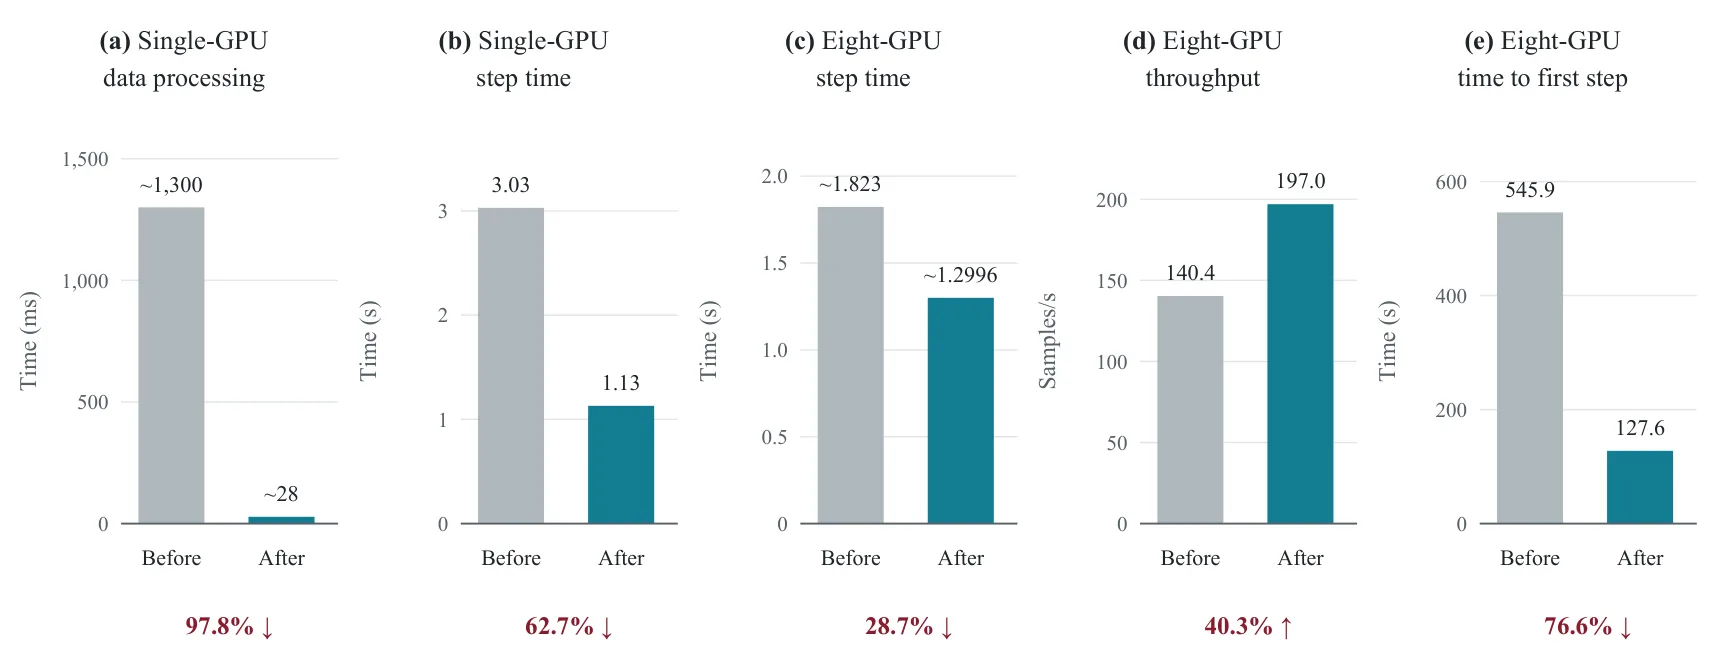 (a) Single-GPU
data processing
Time (ms)
1,500
1,000
500
0
~1,300
~28
Before
After
97.8% ↓
(b) Single-GPU
step time
Time (s)
3
2
1
0
3.03
1.13
Before
After
62.7% ↓
(c) Eight-GPU
step time
Time (s)
2.0
1.5
1.0
0.5
0
~1.823
~1.2996
Before
After
28.7% ↓
(d) Eight-GPU
throughput
Samples/s
200
150
100
50
0
140.4
197.0
Before
After
40.3% ↑
(e) Eight-GPU
time to first step
Time (s)
600
400
200
0
545.9
127.6
Before
After
76.6% ↓